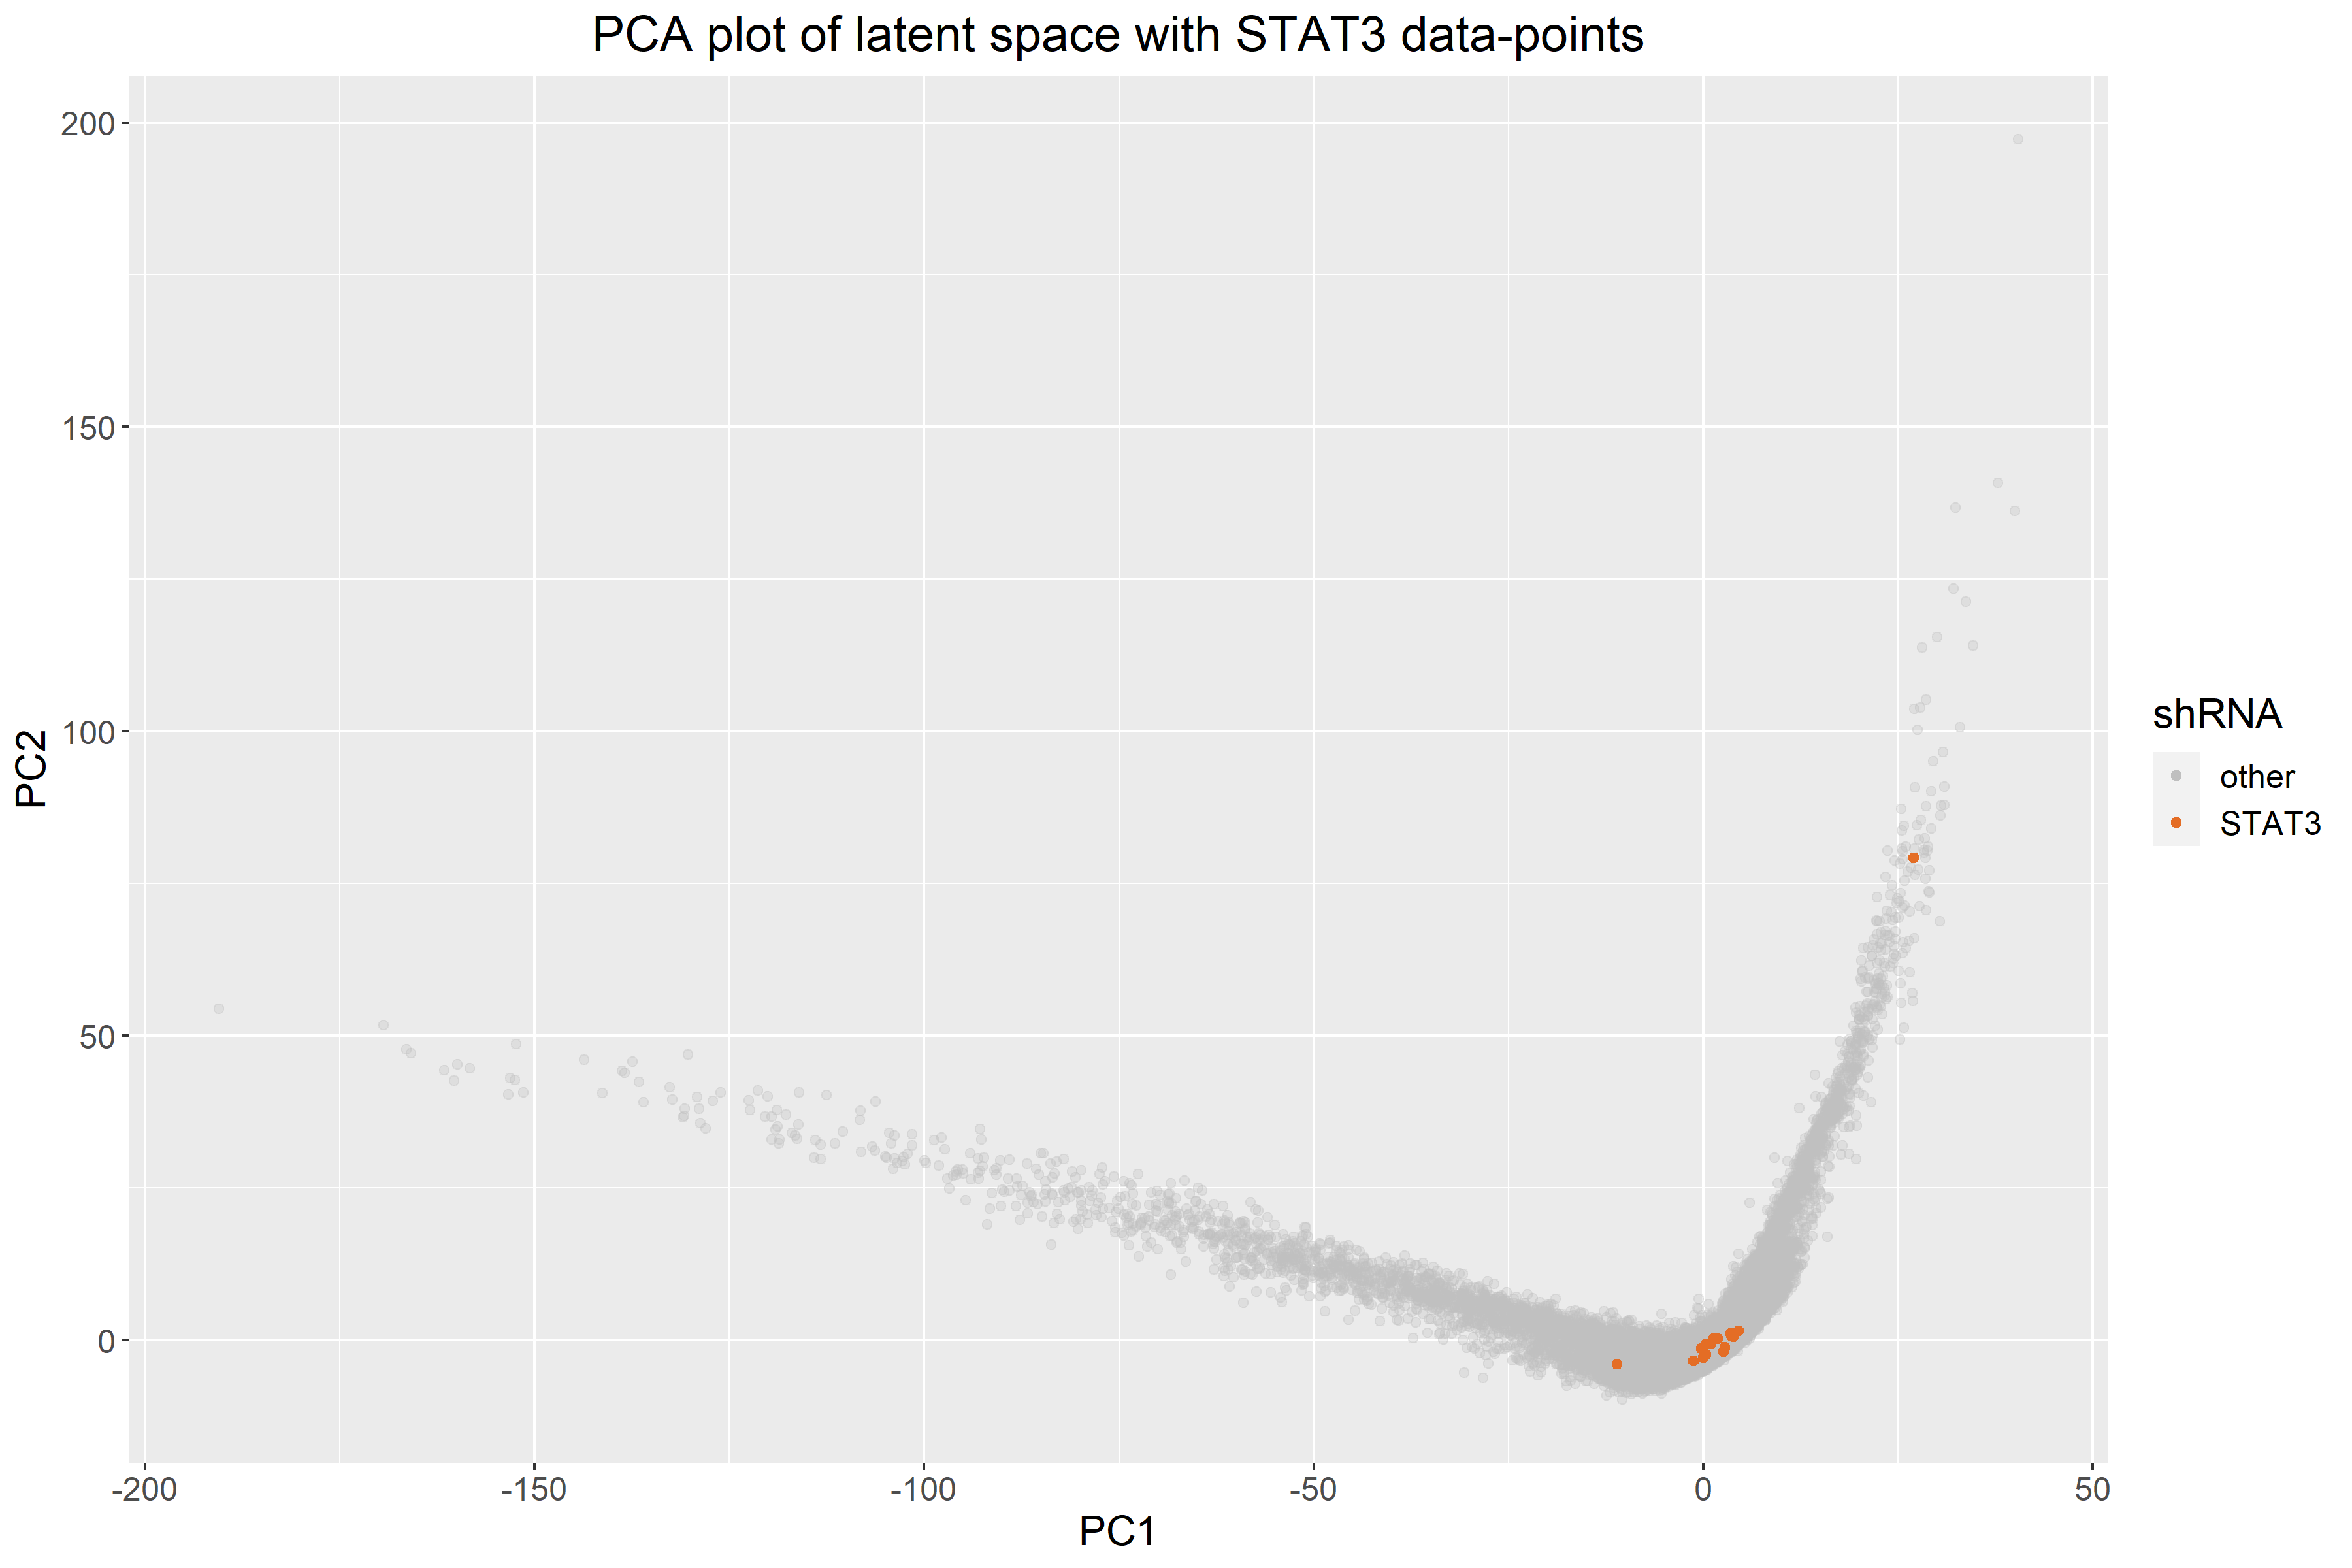 PCA plot of latent space with STAT3 data-points
200
150
100
50
0
PC2
-200
-150
-100
-50
0
50
PC1
shRNA
other
STAT3